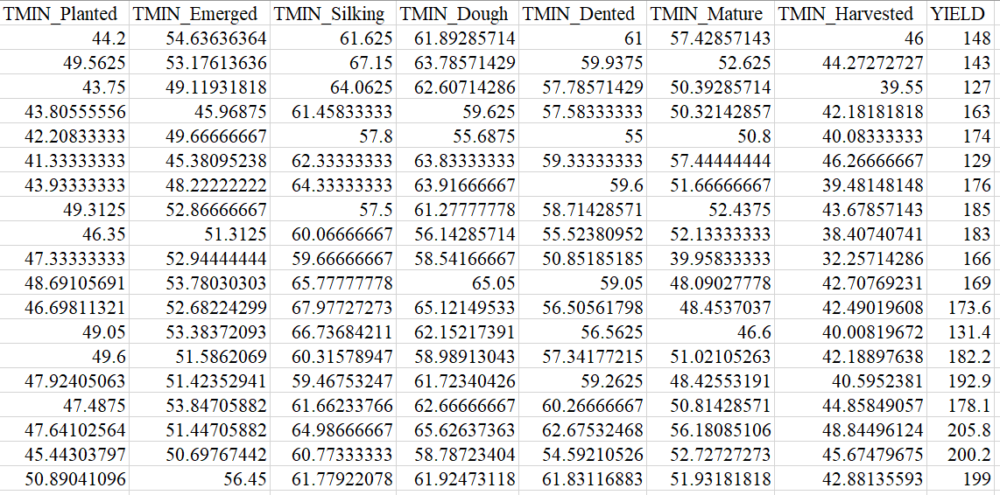 TMIN_Planted TMIN_Emerged TMIN_Silking TMIN_Dough TMIN_Dented TMIN_Mature TMIN_Harvested YIELD
44.2 54.63636364 61.625 61.89285714 61 57.42857143 46 148
49.5625 53.17613636 67.15 63.78571429 59.9375 52.625 44.27272727 143
43.75 49.11931818 64.0625 62.60714286 57.78571429 50.39285714 39.55 127
43.80555556 45.96875 61.45833333 59.625 57.58333333 50.32142857 42.18181818 163
42.20833333 49.66666667 57.8 55.6875 55 50.8 40.08333333 174
41.33333333 45.38095238 62.33333333 63.83333333 59.33333333 57.44444444 46.26666667 129
43.93333333 48.22222222 64.33333333 63.91666667 59.6 51.66666667 39.48148148 176
49.3125 52.86666667 57.5 61.27777778 58.71428571 52.4375 43.67857143 185
46.35 51.3125 60.06666667 56.14285714 55.52380952 52.13333333 38.40740741 183
47.33333333 52.94444444 59.66666667 58.54166667 50.85185185 39.95833333 32.25714286 166
48.69105691 53.78030303 65.77777778 65.05 59.05 48.09027778 42.70769231 169
46.69811321 52.68224299 67.97727273 65.12149533 56.50561798 48.4537037 42.49019608 173.6
49.05 53.38372093 66.73684211 62.15217391 56.5625 46.6 40.00819672 131.4
49.6 51.5862069 60.31578947 58.98913043 57.34177215 51.02105263 42.18897638 182.2
47.92405063 51.42352941 59.46753247 61.72340426 59.2625 48.42553191 40.5952381 192.9
47.4875 53.84705882 61.66233766 62.66666667 60.26666667 50.81428571 44.85849057 178.1
47.64102564 51.44705882 64.98666667 65.62637363 62.67532468 56.18085106 48.84496124 205.8
45.44303797 50.69767442 60.77333333 58.78723404 54.59210526 52.72727273 45.67479675 200.2
50.89041096 56.45 61.77922078 61.92473118 61.83116883 51.93181818 42.88135593 199